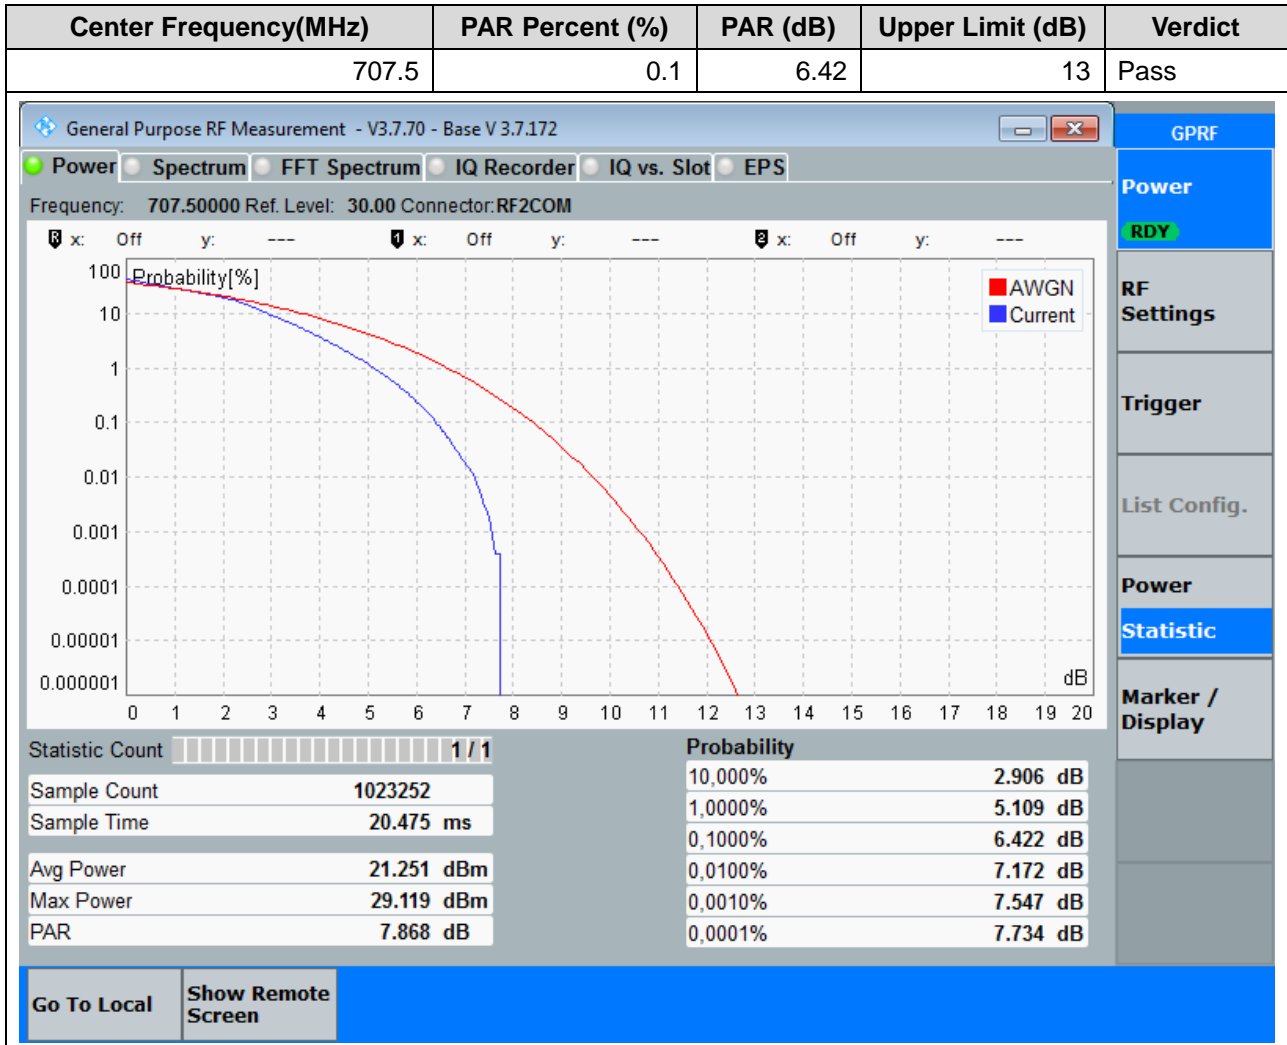 Center Frequency(MHz) PAR Percent (%) PAR (dB) Upper Limit (dB) Verdict
707.5 0.1 6.42 13 Pass
General Purpose RF Measurement - V3.7.70 - Base V 3.7.172
GPRF
Power Spectrum FFT Spectrum IQ Recorder IQ vs. Slot EPS
Frequency: 707.50000 Ref. Level: 30.00 Connector:RF2COM
R x: Off y: --- 1 x: Off y: --- 2 x: Off y: ---
Probability[%]
100
10
1
0.1
0.01
0.001
0.0001
0.00001
0.000001
AWGN
Current
dB
0 1 2 3 4 5 6 7 8 9 10 11 12 13 14 15 16 17 18 19 20
Statistic Count 1 / 1
Sample Count 1023252
Sample Time 20.475 ms
Avg Power 21.251 dBm
Max Power 29.119 dBm
PAR 7.868 dB
Probability
10,000% 2.906 dB
1,0000% 5.109 dB
0,1000% 6.422 dB
0,0100% 7.172 dB
0,0010% 7.547 dB
0,0001% 7.734 dB
Power
RDY
RF
Settings
Trigger
List Config.
Power
Statistic
Marker /
Display
Go To Local
Show Remote
Screen